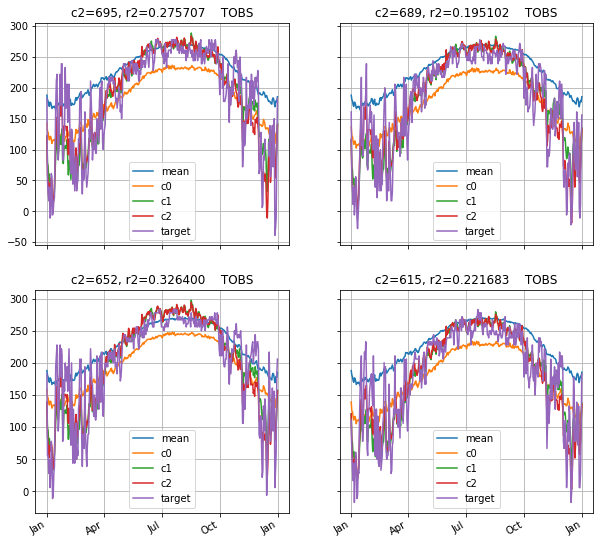 c2=695, r2=0.275707 TOBS
c2=689, r2=0.195102 TOBS
300
250
200
150
100
50
0
−50
mean
c0
c1
c2
target
mean
c0
c1
c2
target
c2=652, r2=0.326400 TOBS
c2=615, r2=0.221683 TOBS
300
250
200
150
100
50
0
mean
c0
c1
c2
target
mean
c0
c1
c2
target
Jan
Apr
Jul
Oct
Jan
Jan
Apr
Jul
Oct
Jan